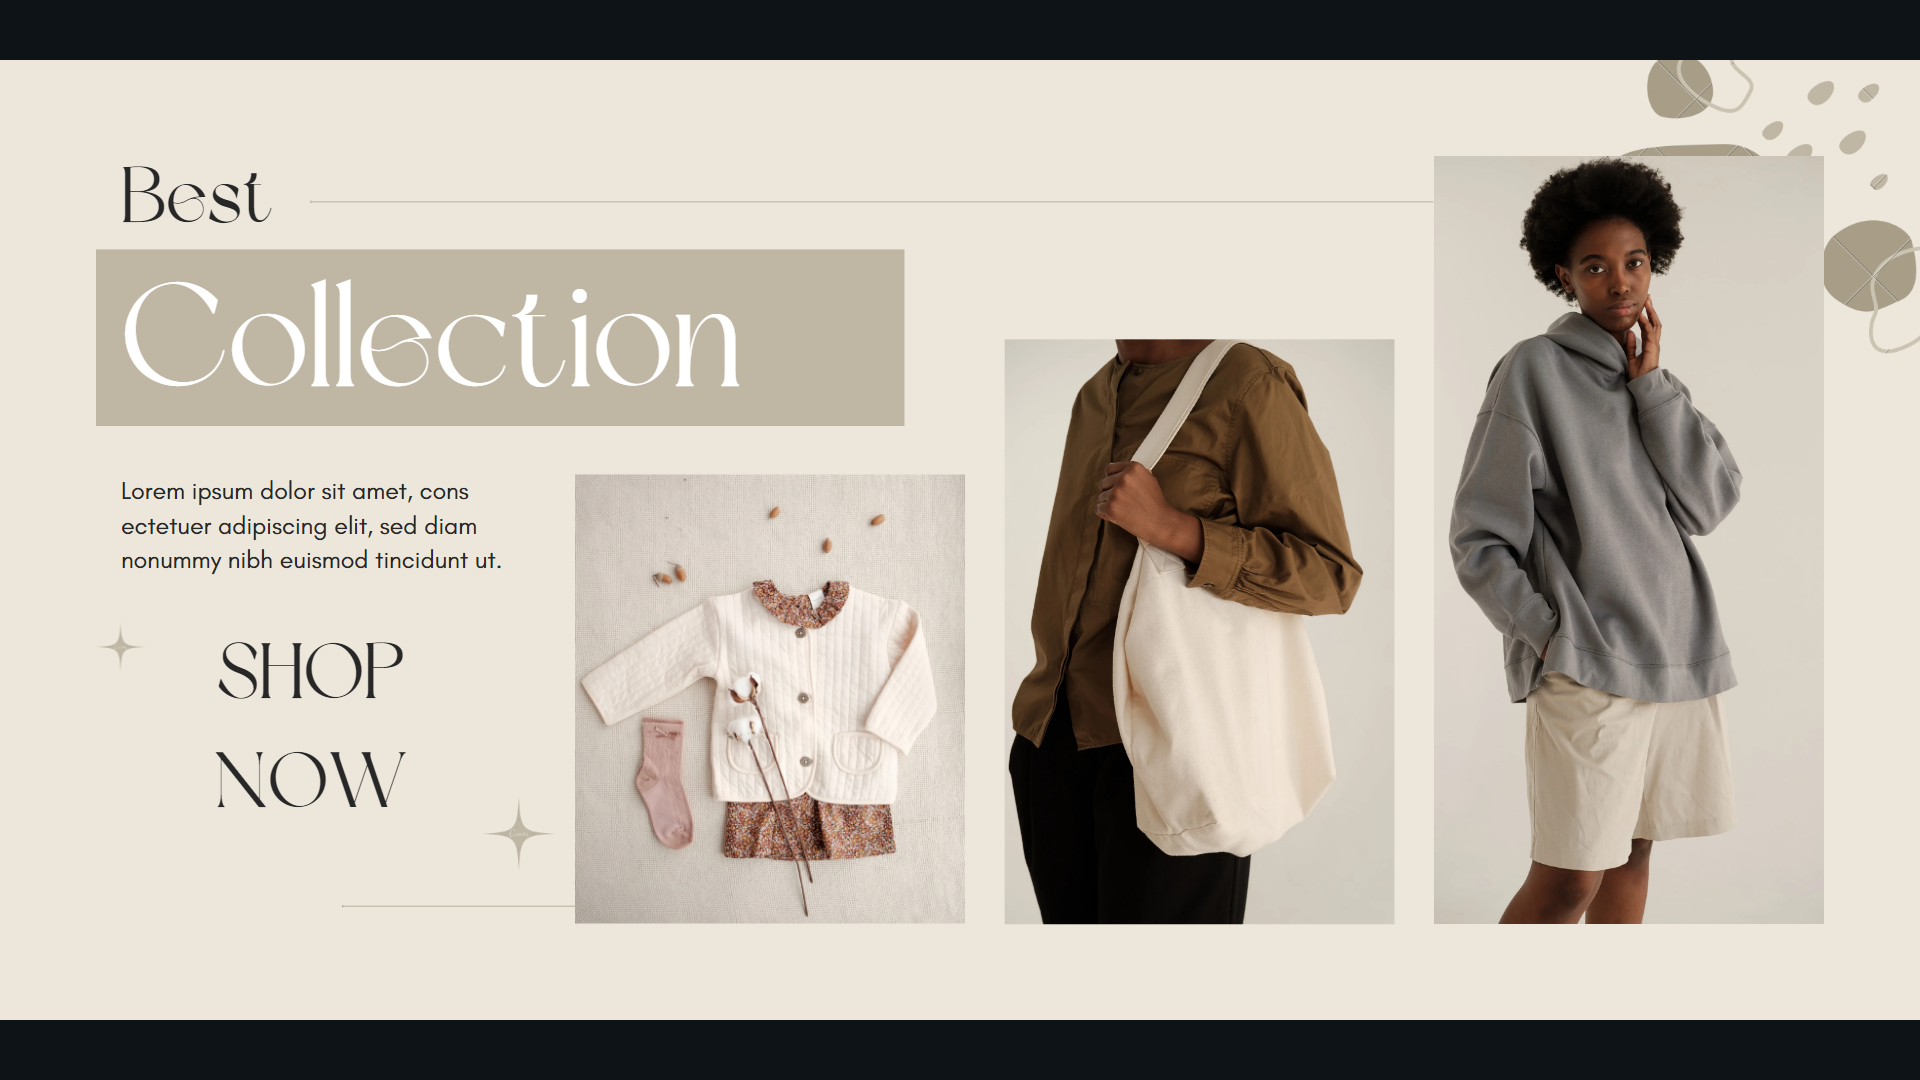 Best
Collection
Lorem ipsum dolor sit amet, cons
ectetuer adipiscing elit, sed diam
nonummy nibh euismod tincidunt ut.
SHOP
NOW